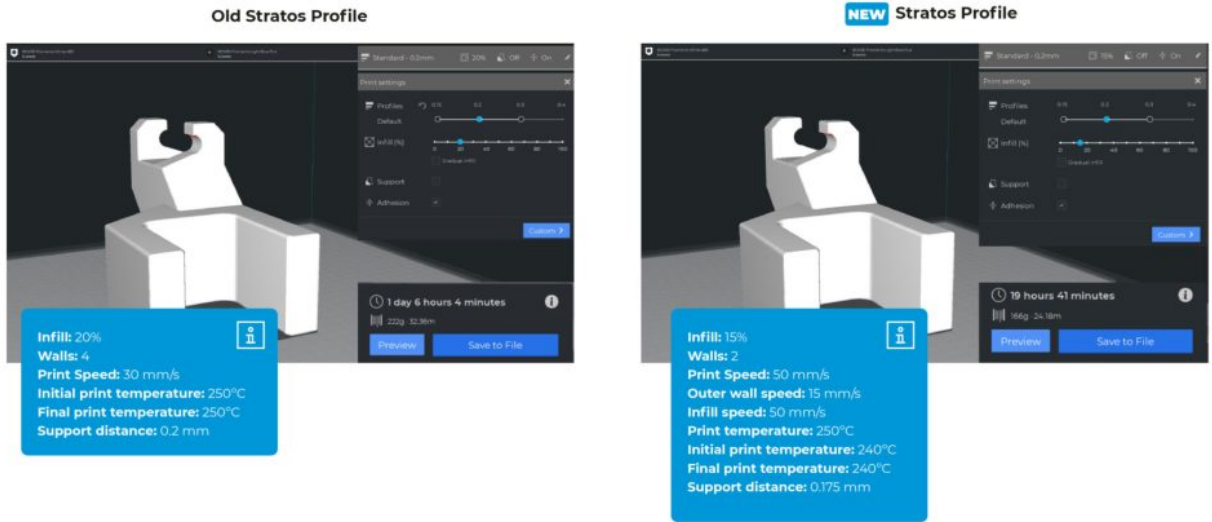 Old Stratos Profile
Standard - 0.2mm 20% Off On
Print settings
Profiles 0.15 0.2 0.3 0.4
Default
Infill (%)
0 20 40 60 80 100
Gradual infill
Support
Adhesion
Custom >
1 day 6 hours 4 minutes
222g · 32.36m
Preview Save to File
Infill: 20%
Walls: 4
Print Speed: 30 mm/s
Initial print temperature: 250°C
Final print temperature: 250°C
Support distance: 0.2 mm
NEW Stratos Profile
Standard - 0.2mm 15% Off On
Print settings
Profiles 0.15 0.2 0.3 0.4
Default
Infill (%)
0 20 40 60 80 100
Gradual infill
Support
Adhesion
Custom >
19 hours 41 minutes
166g · 24.18m
Preview Save to File
Infill: 15%
Walls: 2
Print Speed: 50 mm/s
Outer wall speed: 15 mm/s
Infill speed: 50 mm/s
Print temperature: 250°C
Initial print temperature: 240°C
Final print temperature: 240°C
Support distance: 0.175 mm